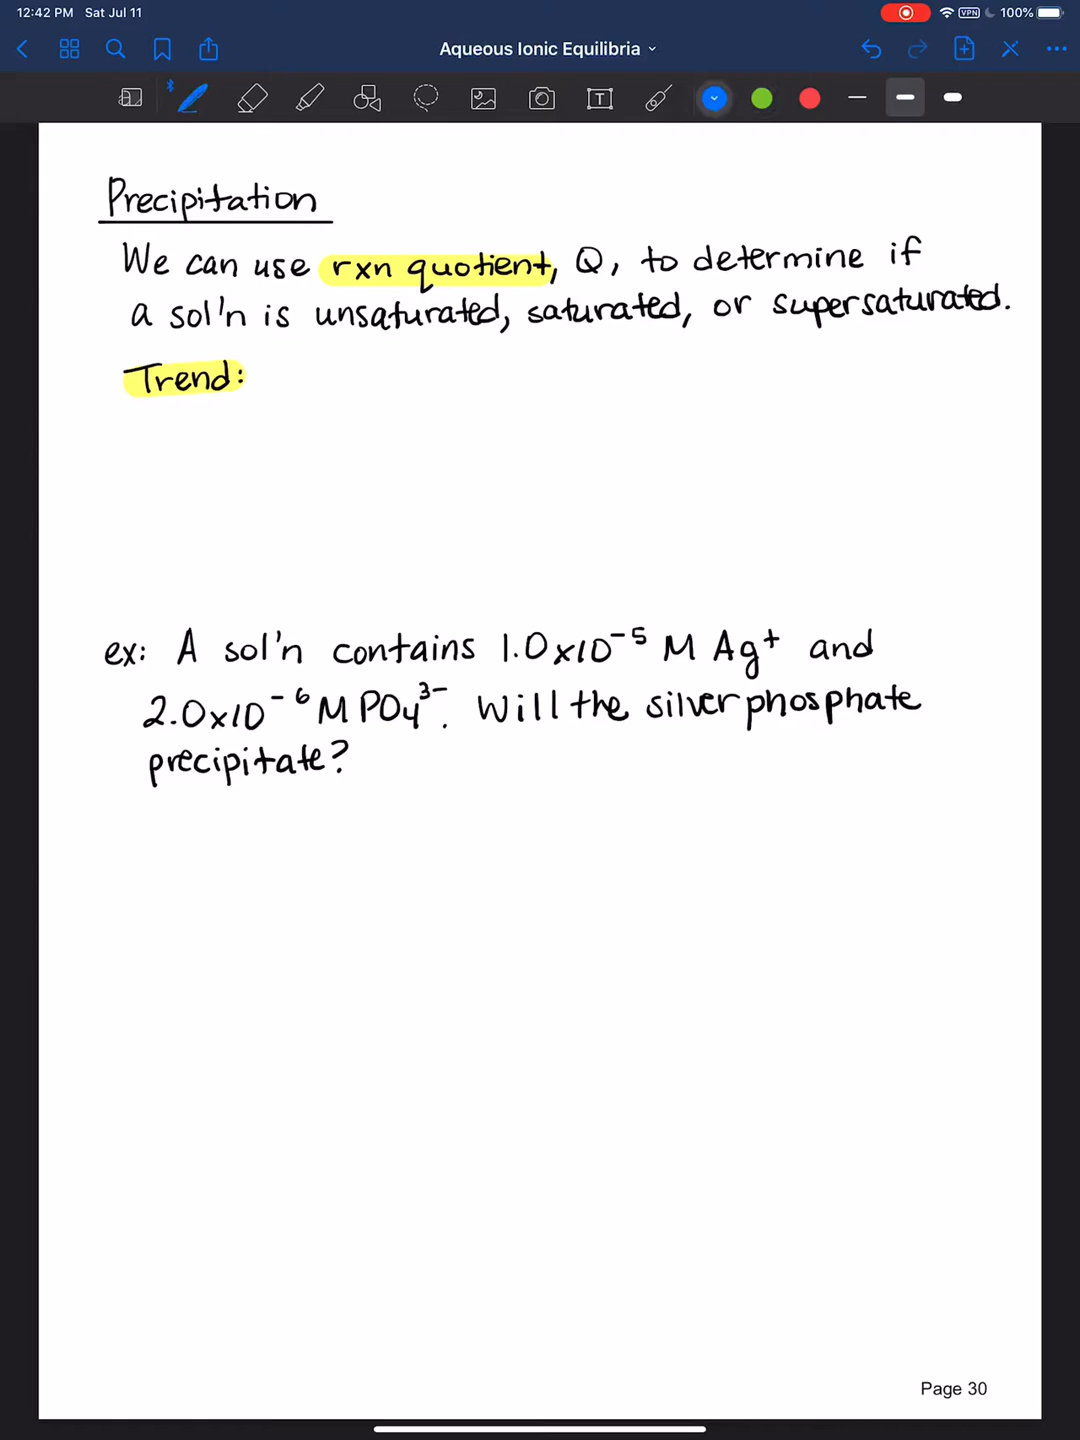 12:42 PM Sat Jul 11
VPN 100%
Aqueous Ionic Equilibria
T
Precipitation
We can use rxn quotient, Q, to determine if
a sol'n is unsaturated, saturated, or supersaturated.
Trend:
ex: A sol'n contains 1.0x10⁻⁵ M Ag⁺ and
2.0x10⁻⁶ M PO₄³⁻. Will the silver phosphate
precipitate?
Page 30